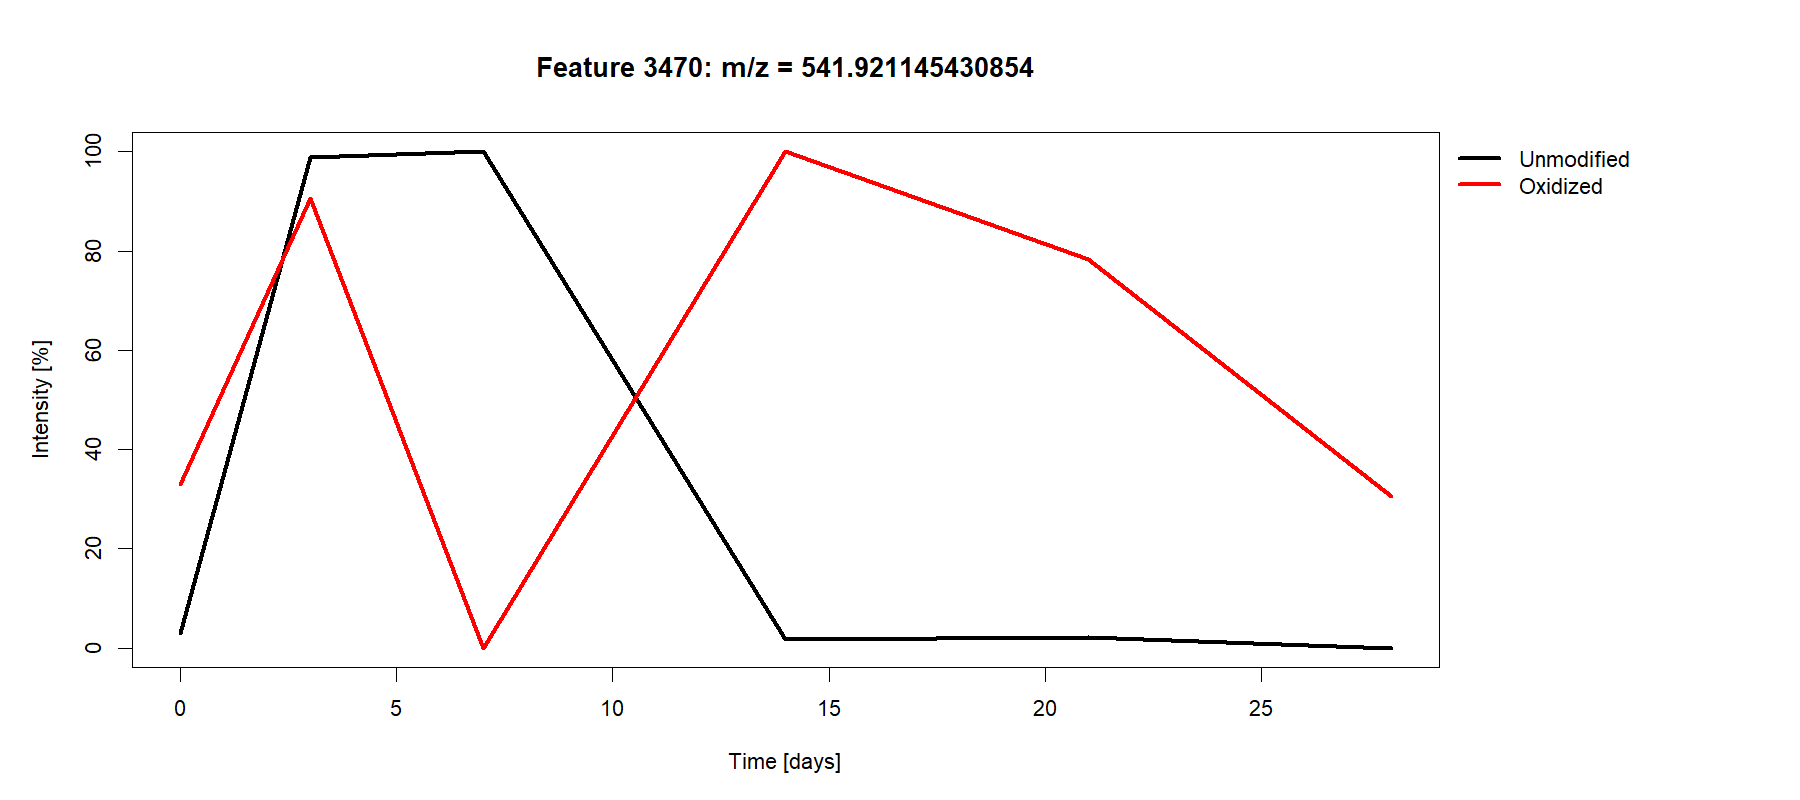 Feature 3470: m/z = 541.921145430854
Unmodified
Oxidized
100
80
60
40
20
0
Intensity [%]
0 5 10 15 20 25
Time [days]